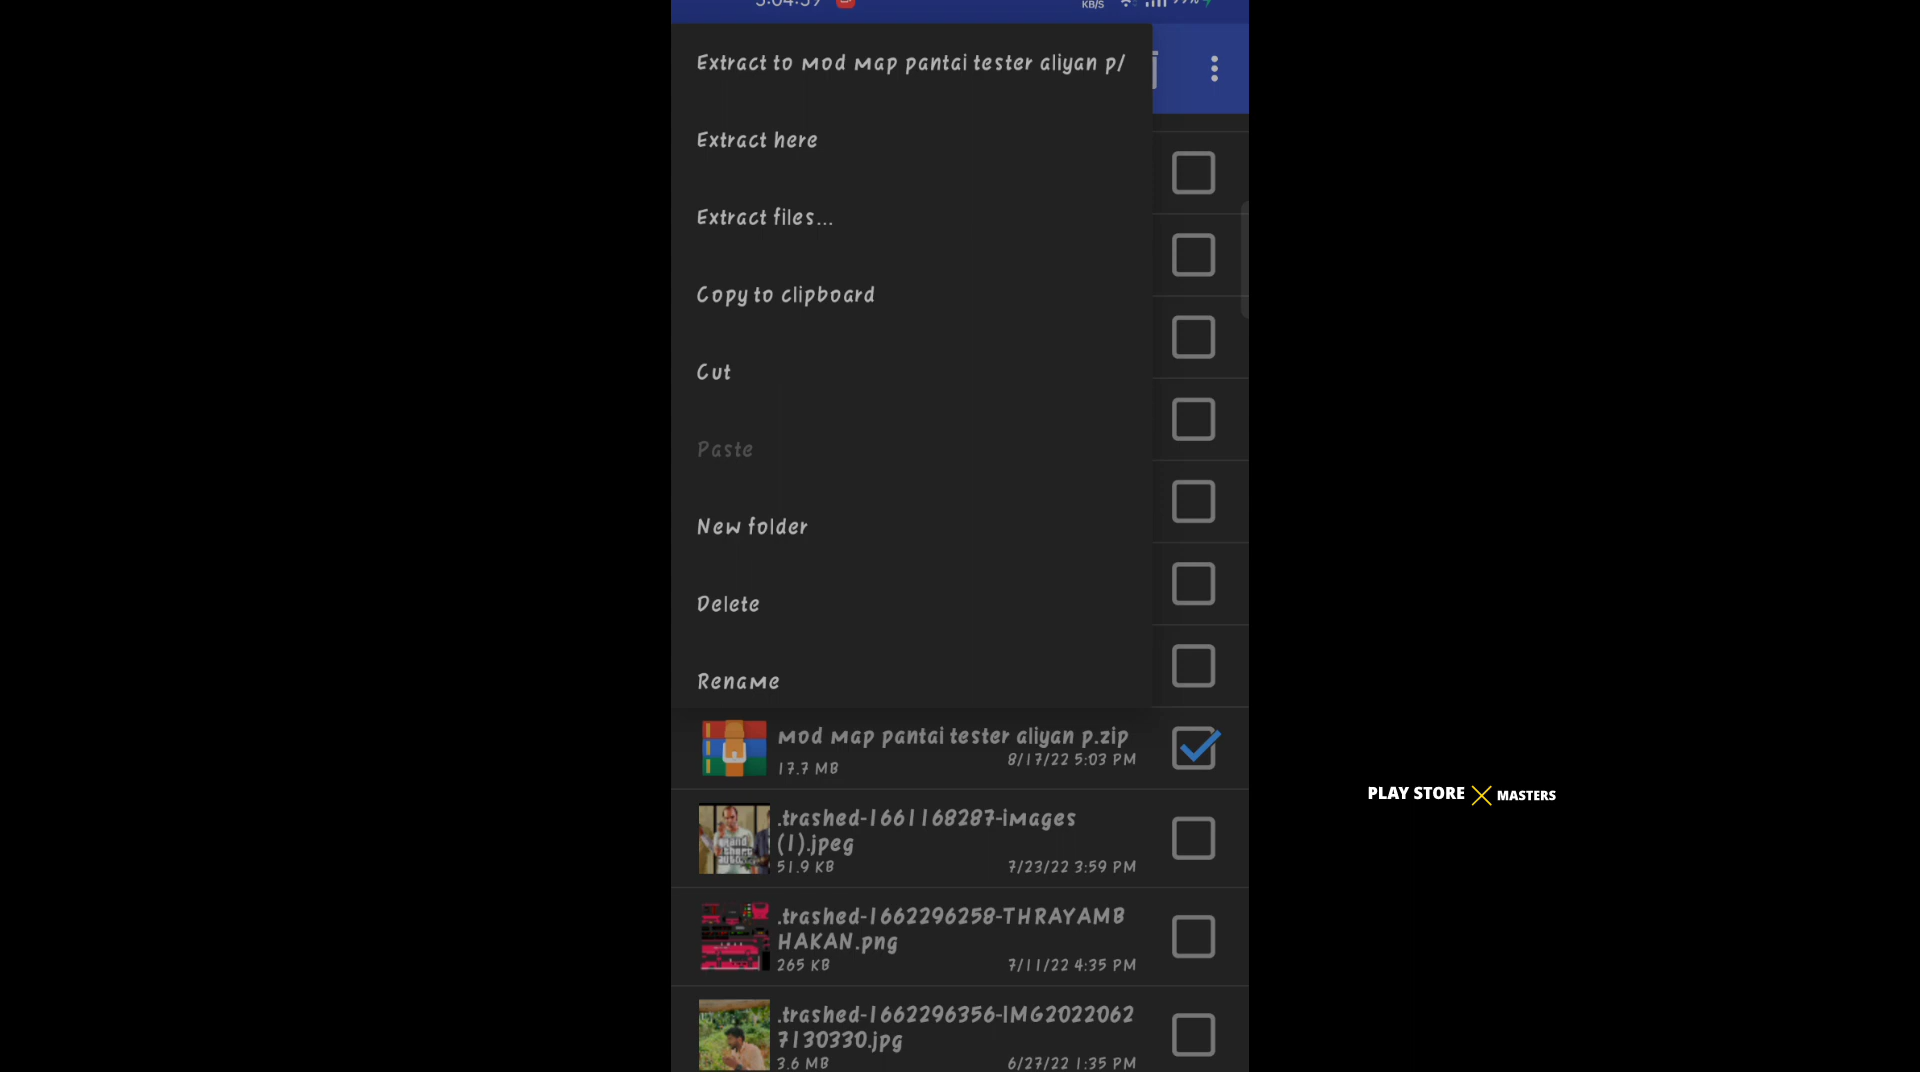 KB/S
Extract to Mod Map pantai tester aliyan p/
Extract here
Extract files...
Copy to clipboard
Cut
Paste
New folder
Delete
Rename
Mod Map pantai tester aliyan p.zip
17.7 MB
8/17/22 5:03 PM
.trashed-1661168287-images
(1).jpeg
51.9 KB
7/23/22 3:59 PM
.trashed-1662296258-THRAYAMB
HAKAN.png
265 KB
7/11/22 4:35 PM
.trashed-1662296356-IMG2022062
7130330.jpg
3.6 MB
6/27/22 1:35 PM
PLAY STORE X MASTERS